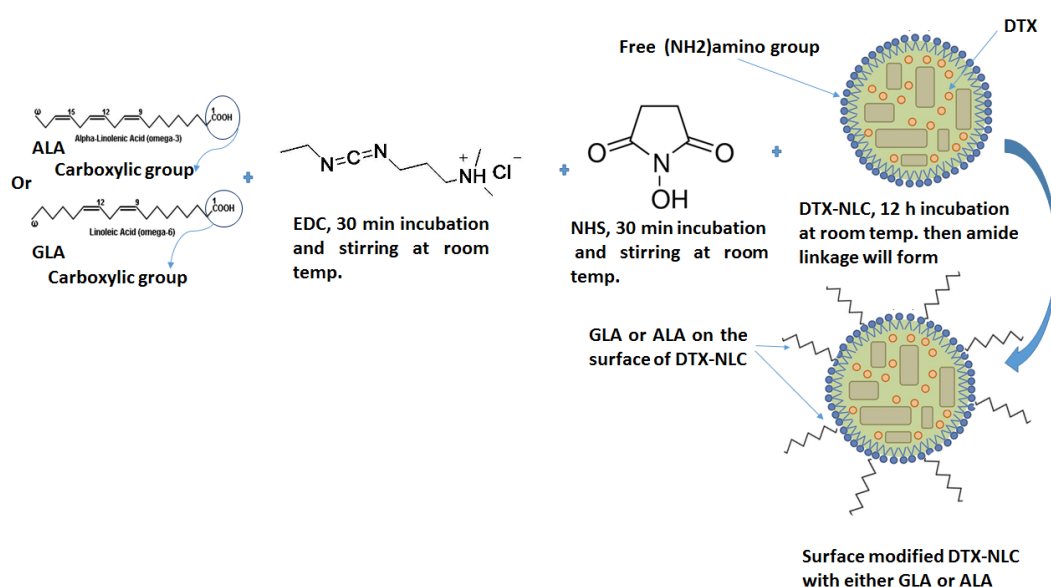 DTX
Free (NH2)amino group
ω
15
12
9
1
COOH
Alpha-Linolenic Acid (omega-3)
ALA
Carboxylic group
Or
12
9
1
COOH
ω
Linoleic Acid (omega-6)
GLA
Carboxylic group
+
N=C=N
+
NH
Cl
−
EDC, 30 min incubation
and stirring at room
temp.
+
O
N
O
OH
NHS, 30 min incubation
and stirring at room
temp.
+
DTX-NLC, 12 h incubation
at room temp. then amide
linkage will form
GLA or ALA on the
surface of DTX-NLC
Surface modified DTX-NLC
with either GLA or ALA